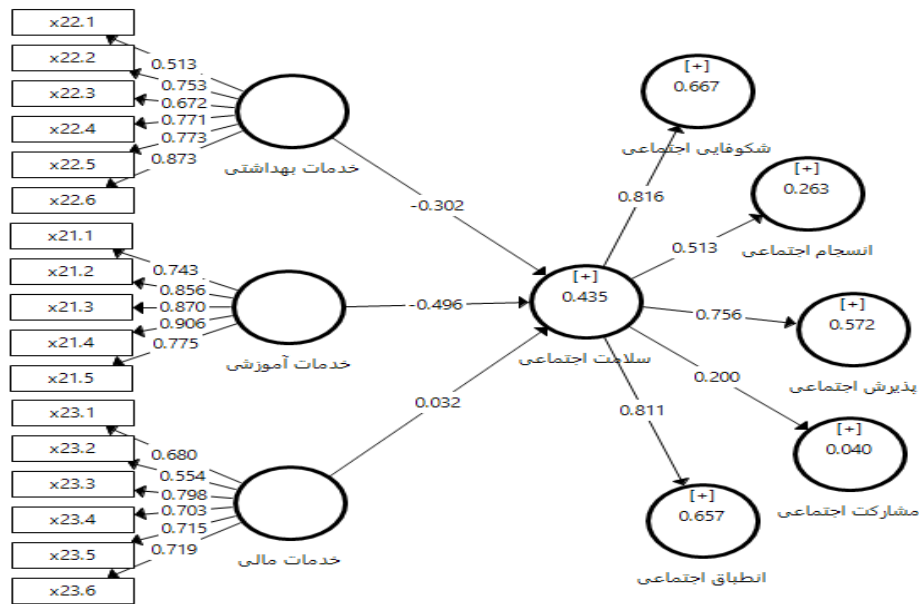 x22.1
x22.2
x22.3
x22.4
x22.5
x22.6
0.513
0.753
0.672
0.771
0.773
0.873
خدمات بهداشتی
x21.1
x21.2
x21.3
x21.4
x21.5
0.743
0.856
0.870
0.906
0.775
خدمات آموزشی
x23.1
x23.2
x23.3
x23.4
x23.5
x23.6
0.680
0.554
0.798
0.703
0.715
0.719
خدمات مالی
-0.302
-0.496
0.032
[+]
0.435
سلامت اجتماعی
0.816
0.513
0.756
0.200
0.811
[+]
0.667
شکوفایی اجتماعی
[+]
0.263
انسجام اجتماعی
[+]
0.572
پذیرش اجتماعی
[+]
0.040
مشارکت اجتماعی
[+]
0.657
انطباق اجتماعی